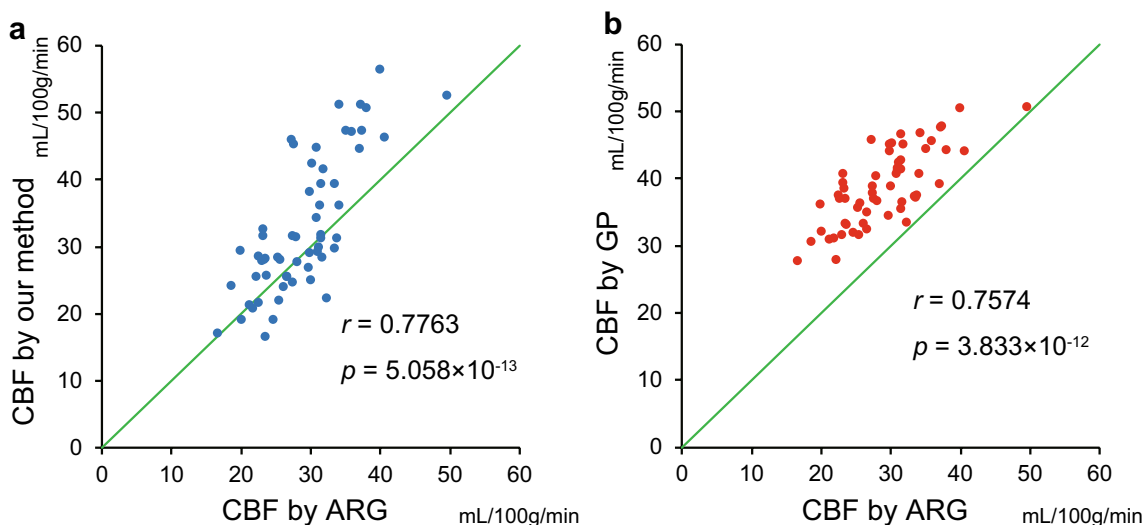 a
60
50
40
30
20
10
0
mL/100g/min
CBF by our method
r = 0.7763
p = 5.058×10⁻¹³
0 10 20 30 40 50 60
CBF by ARG mL/100g/min
b
60
50
40
30
20
10
0
mL/100g/min
CBF by GP
r = 0.7574
p = 3.833×10⁻¹²
0 10 20 30 40 50 60
CBF by ARG mL/100g/min